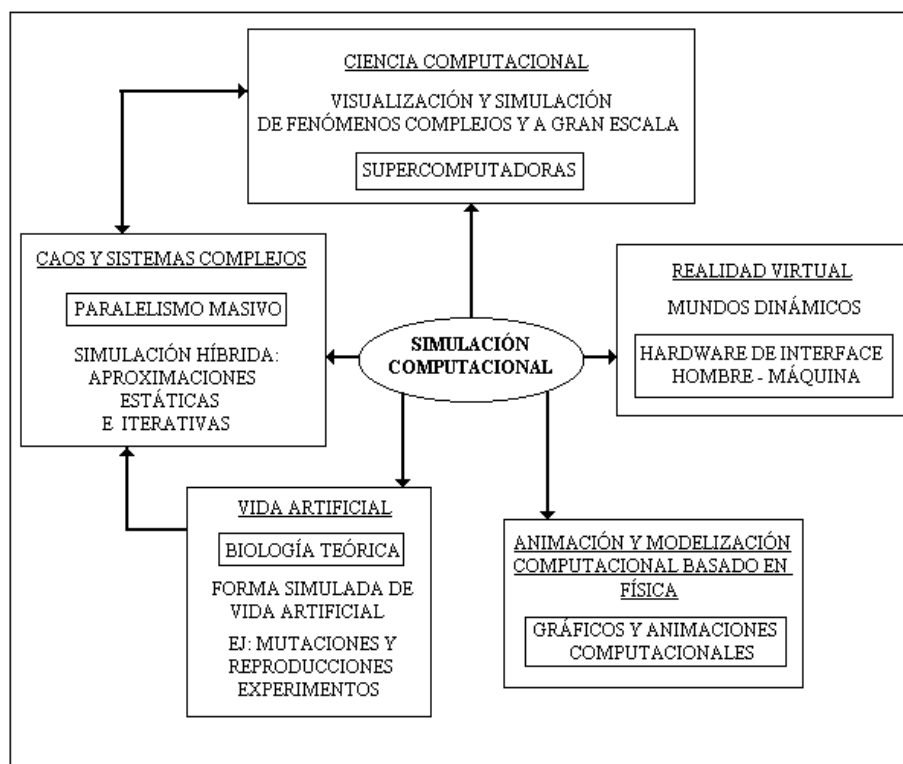 CIENCIA COMPUTACIONAL
VISUALIZACIÓN Y SIMULACIÓN
DE FENÓMENOS COMPLEJOS Y A GRAN ESCALA
SUPERCOMPUTADORAS
CAOS Y SISTEMAS COMPLEJOS
PARALELISMO MASIVO
SIMULACIÓN HÍBRIDA:
APROXIMACIONES
ESTÁTICAS
E ITERATIVAS
SIMULACIÓN
COMPUTACIONAL
REALIDAD VIRTUAL
MUNDOS DINÁMICOS
HARDWARE DE INTERFACE
HOMBRE - MÁQUINA
VIDA ARTIFICIAL
BIOLOGÍA TEÓRICA
FORMA SIMULADA DE
VIDA ARTIFICIAL
EJ: MUTACIONES Y
REPRODUCCIONES
EXPERIMENTOS
ANIMACIÓN Y MODELIZACIÓN
COMPUTACIONAL BASADO EN
FÍSICA
GRÁFICOS Y ANIMACIONES
COMPUTACIONALES